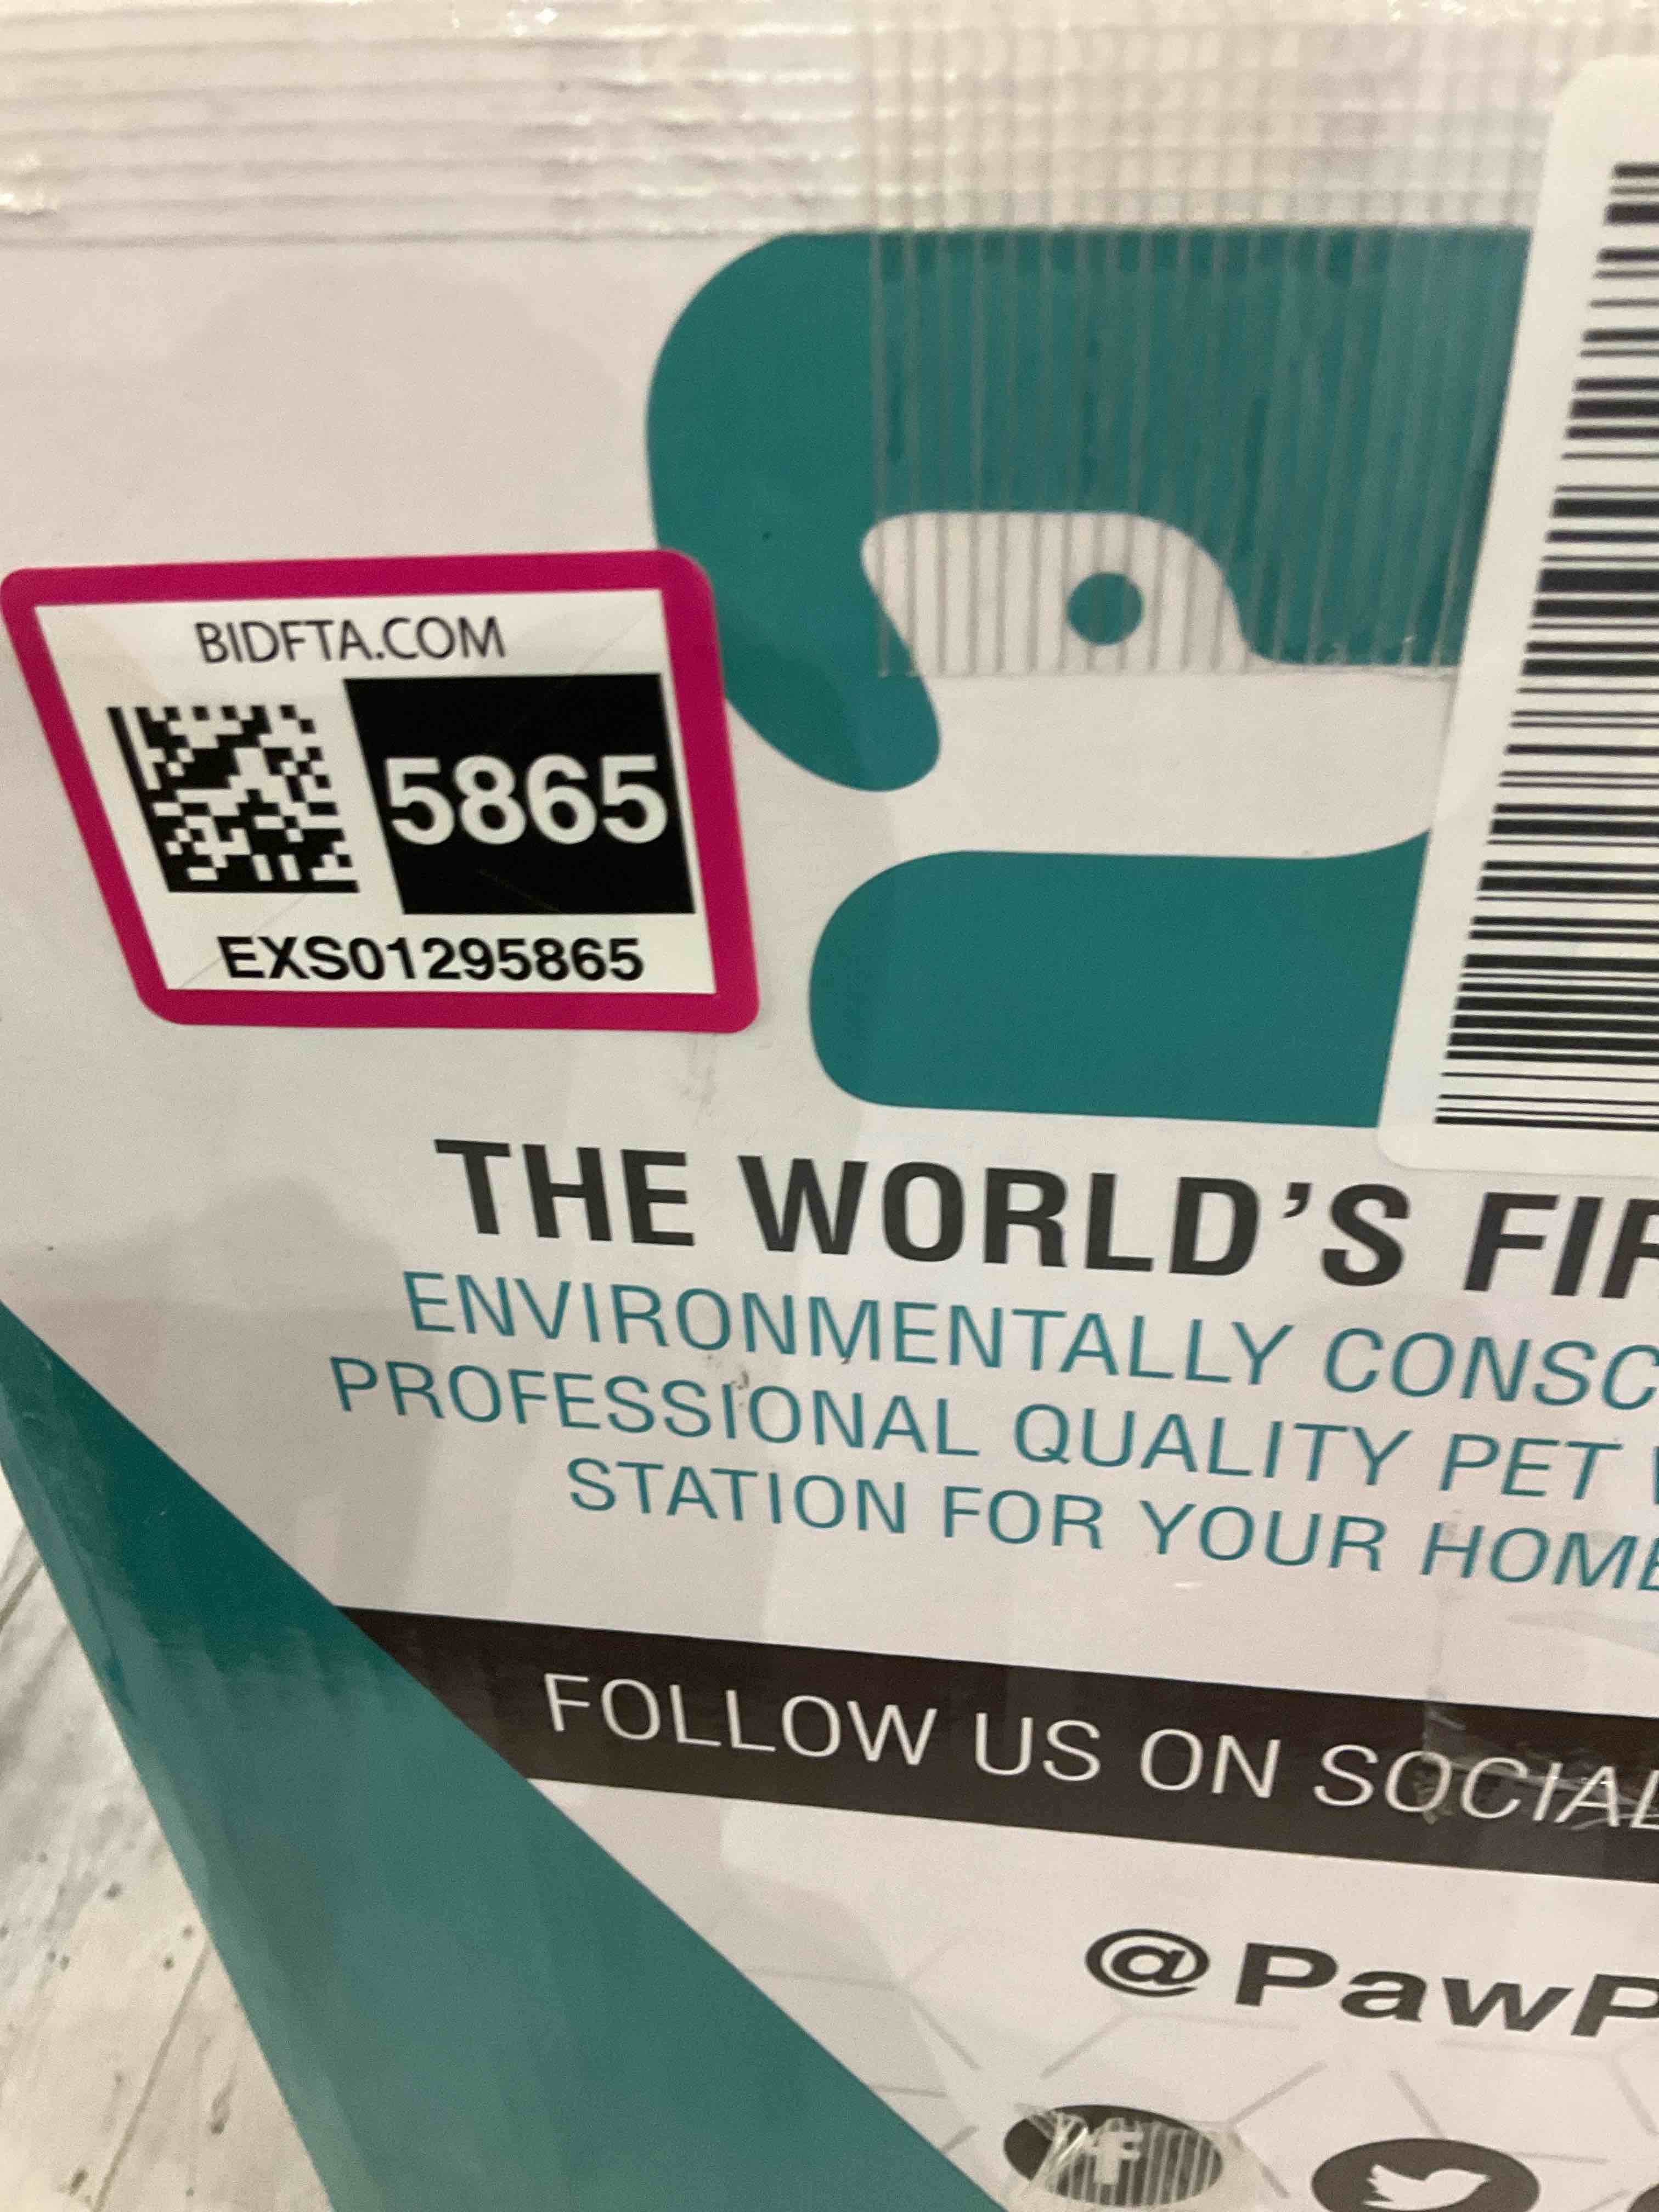 BIDFTA.COM
5865
EXS01295865
THE WORLD'S FIR
ENVIRONMENTALLY CONSC
PROFESSIONAL QUALITY PET
STATION FOR YOUR HOME
FOLLOW US ON SOCIAL
@PawP